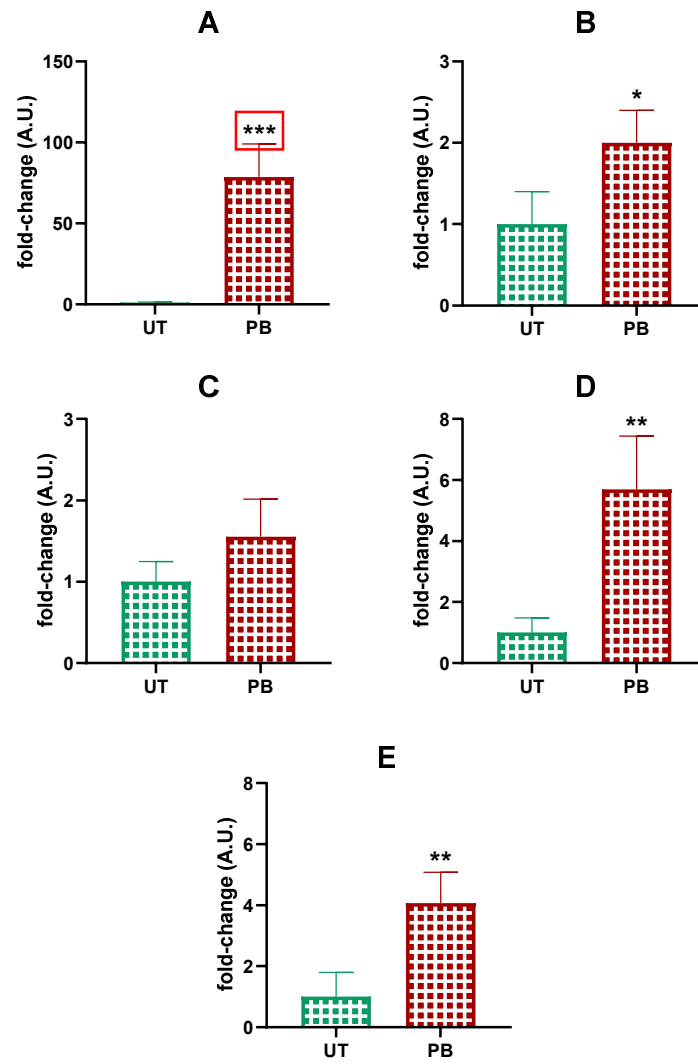 A
fold-change (A.U.)
150
100
50
0
***
UT
PB
B
fold-change (A.U.)
3
2
1
0
*
UT
PB
C
fold-change (A.U.)
3
2
1
0
UT
PB
D
fold-change (A.U.)
8
6
4
2
0
**
UT
PB
E
fold-change (A.U.)
8
6
4
2
0
**
UT
PB